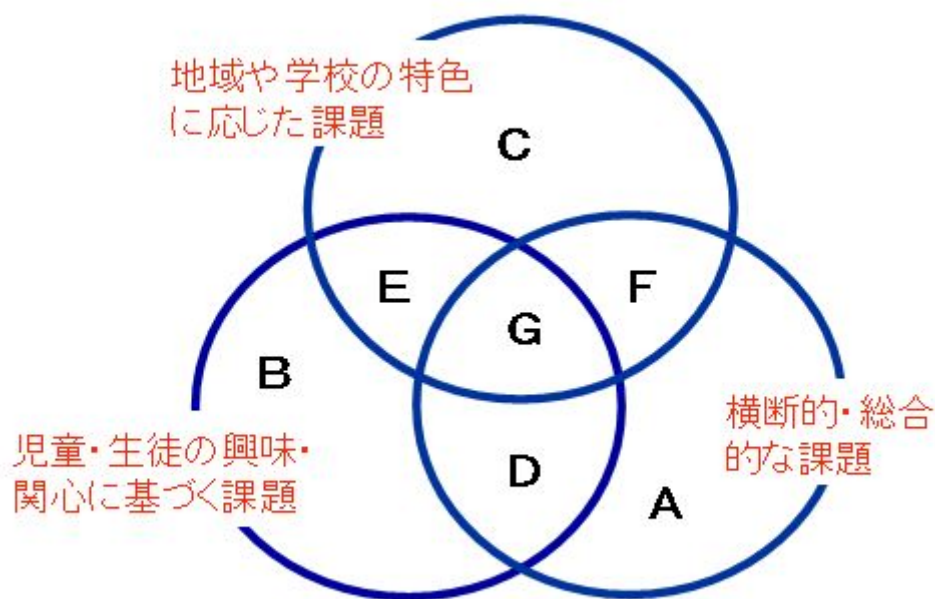 地域や学校の特色
に応じた課題
C
E
F
G
B
横断的・総合
的な課題
児童・生徒の興味・
関心に基づく課題
D
A